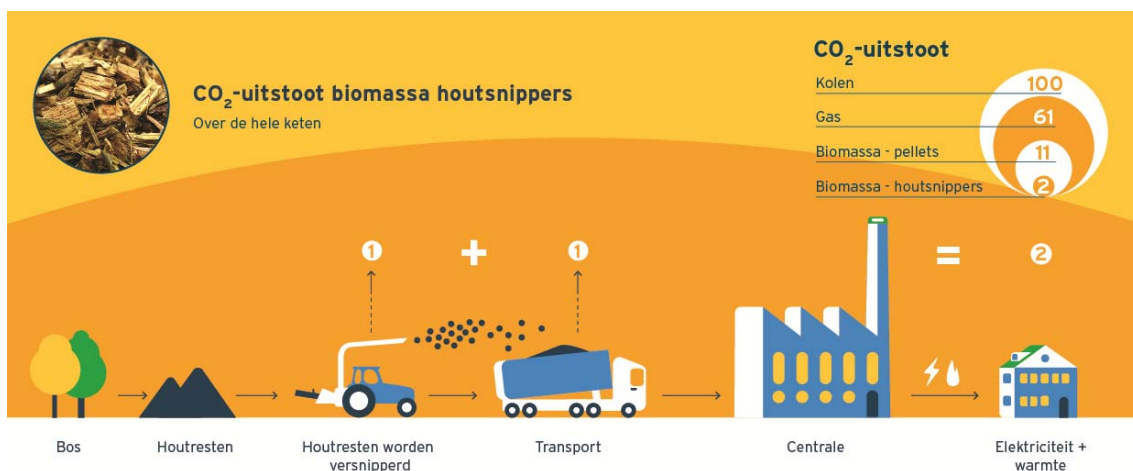 CO₂-uitstoot biomassa houtsnippers
Over de hele keten
CO₂-uitstoot
Kolen 100
Gas 61
Biomassa - pellets 11
Biomassa - houtsnippers 2
1 + 1 = 2
Bos
Houtresten
Houtresten worden
versnipperd
Transport
Centrale
Elektriciteit +
warmte